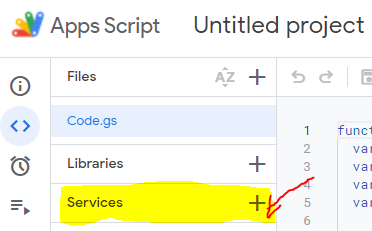 Apps Script Untitled project
Files AZ
Code.gs
Libraries
Services
1 funct
2 var
3 var
4 var
5 var
6